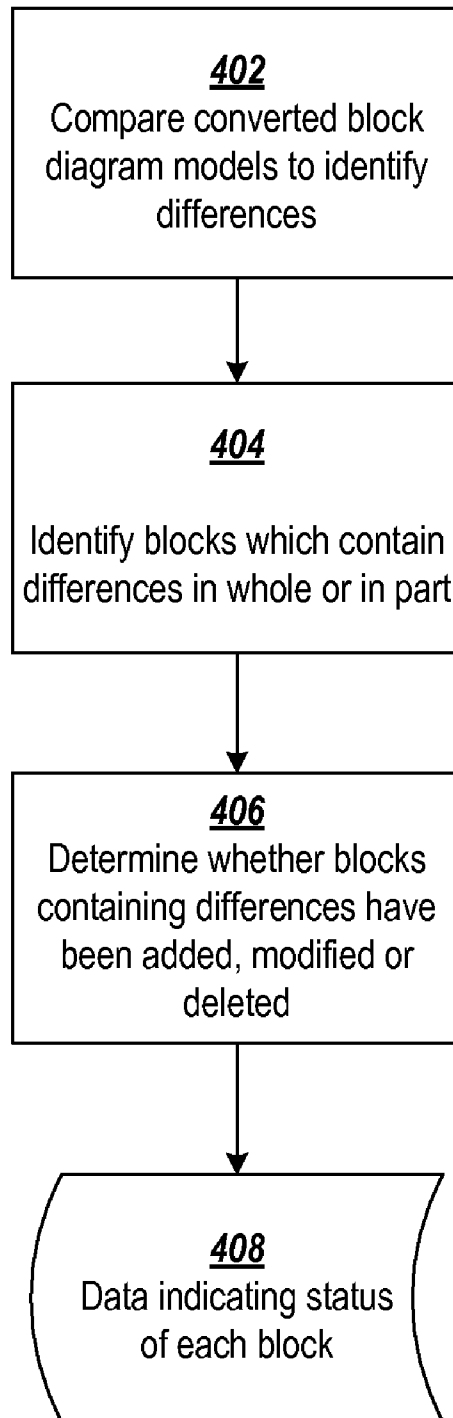 402
Compare converted block
diagram models to identify
differences
404
Identify blocks which contain
differences in whole or in part
406
Determine whether blocks
containing differences have
been added, modified or
deleted
408
Data indicating status
of each block